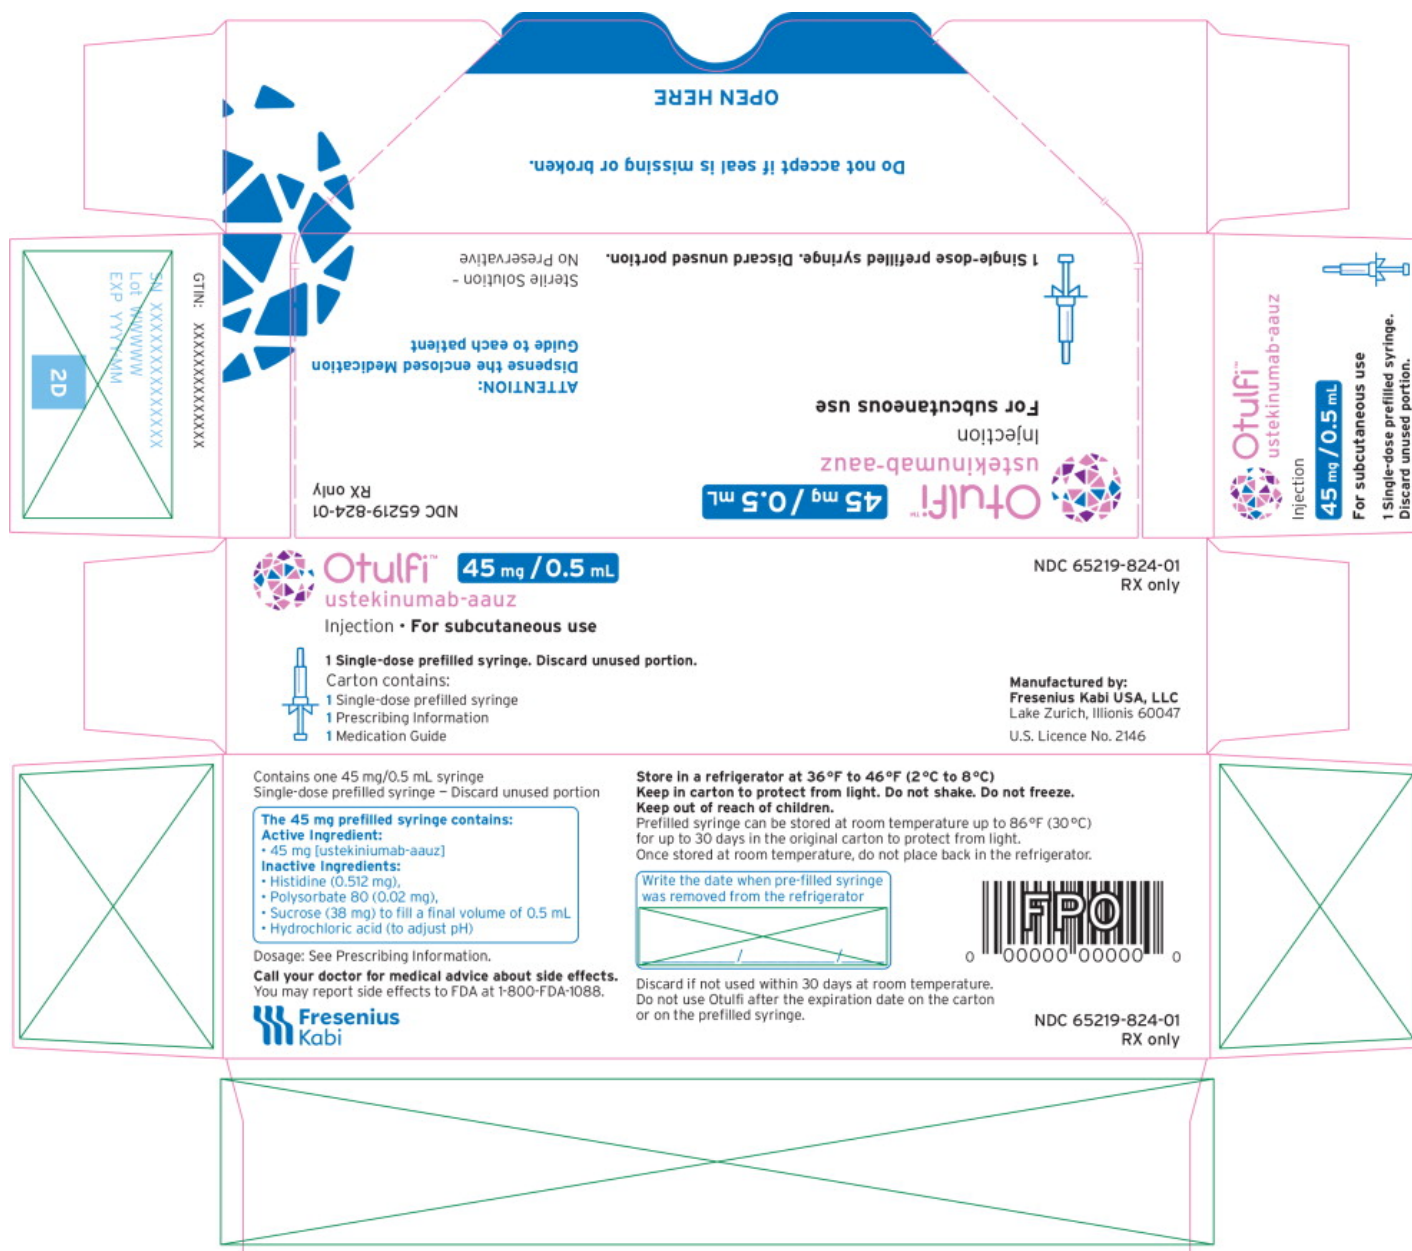 OPEN HERE
Do not accept if seal is missing or broken.
1 Single-dose prefilled syringe. Discard unused portion.
Sterile Solution –
No Preservative
ATTENTION:
Dispense the enclosed Medication
Guide to each patient
For subcutaneous use
Injection
ustekinumab-aauz
Otulfi™ 45 mg / 0.5 mL
NDC 65219-824-01
RX only
GTIN: XXXXXXXXXXXXXX
SN XXXXXXXXXXXXXX
Lot WWWWW
EXP YYYY-MM
2D
Otulfi™
ustekinumab-aauz
Injection
45 mg / 0.5 mL
For subcutaneous use
1 Single-dose prefilled syringe.
Discard unused portion.
Otulfi™ 45 mg / 0.5 mL
ustekinumab-aauz
Injection • For subcutaneous use
NDC 65219-824-01
RX only
1 Single-dose prefilled syringe. Discard unused portion.
Carton contains:
1 Single-dose prefilled syringe
1 Prescribing Information
1 Medication Guide
Manufactured by:
Fresenius Kabi USA, LLC
Lake Zurich, Illionis 60047
U.S. Licence No. 2146
Contains one 45 mg/0.5 mL syringe
Single-dose prefilled syringe – Discard unused portion
The 45 mg prefilled syringe contains:
Active Ingredient:
• 45 mg [ustekiniumab-aauz]
Inactive Ingredients:
• Histidine (0.512 mg),
• Polysorbate 80 (0.02 mg),
• Sucrose (38 mg) to fill a final volume of 0.5 mL
• Hydrochloric acid (to adjust pH)
Dosage: See Prescribing Information.
Call your doctor for medical advice about side effects.
You may report side effects to FDA at 1-800-FDA-1088.
Fresenius
Kabi
Store in a refrigerator at 36°F to 46°F (2°C to 8°C)
Keep in carton to protect from light. Do not shake. Do not freeze.
Keep out of reach of children.
Prefilled syringe can be stored at room temperature up to 86°F (30°C)
for up to 30 days in the original carton to protect from light.
Once stored at room temperature, do not place back in the refrigerator.
Write the date when pre-filled syringe
was removed from the refrigerator
/ /
Discard if not used within 30 days at room temperature.
Do not use Otulfi after the expiration date on the carton
or on the prefilled syringe.
FPO
0 00000 00000 0
NDC 65219-824-01
RX only